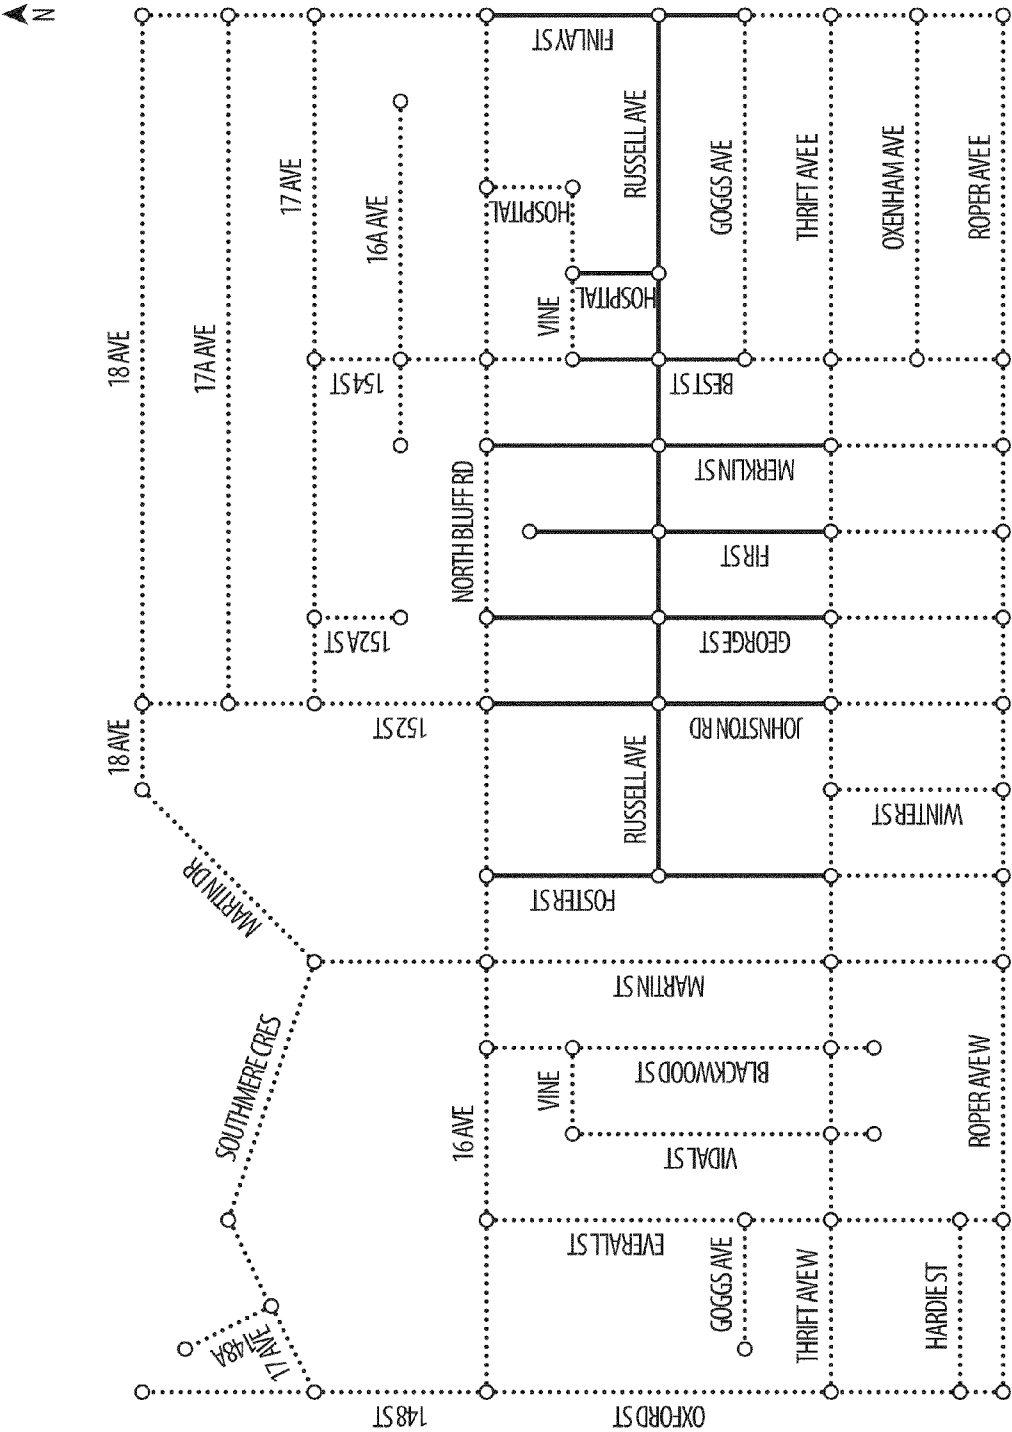 N
FINLAY ST
RUSSELL AVE
GOGGS AVE
THRIFT AVE E
OXENHAM AVE
ROPER AVE E
17 AVE
16A AVE
HOSPITAL
HOSPITAL
VINE
18 AVE
17A AVE
154 ST
BEST ST
MERKLIN ST
NORTH BLUFF RD
FIR ST
152A ST
GEORGE ST
18 AVE
152 ST
JOHNSTON RD
RUSSELL AVE
WINTER ST
MARTIN DR
FOSTER ST
MARTIN ST
SOUTHMERE CRES
VINE
BLACKWOOD ST
ROPER AVE W
16 AVE
VIDAL ST
EVERALL ST
GOGGS AVE
THRIFT AVE W
HARDIE ST
148A
17 AVE
148 ST
OXFORD ST